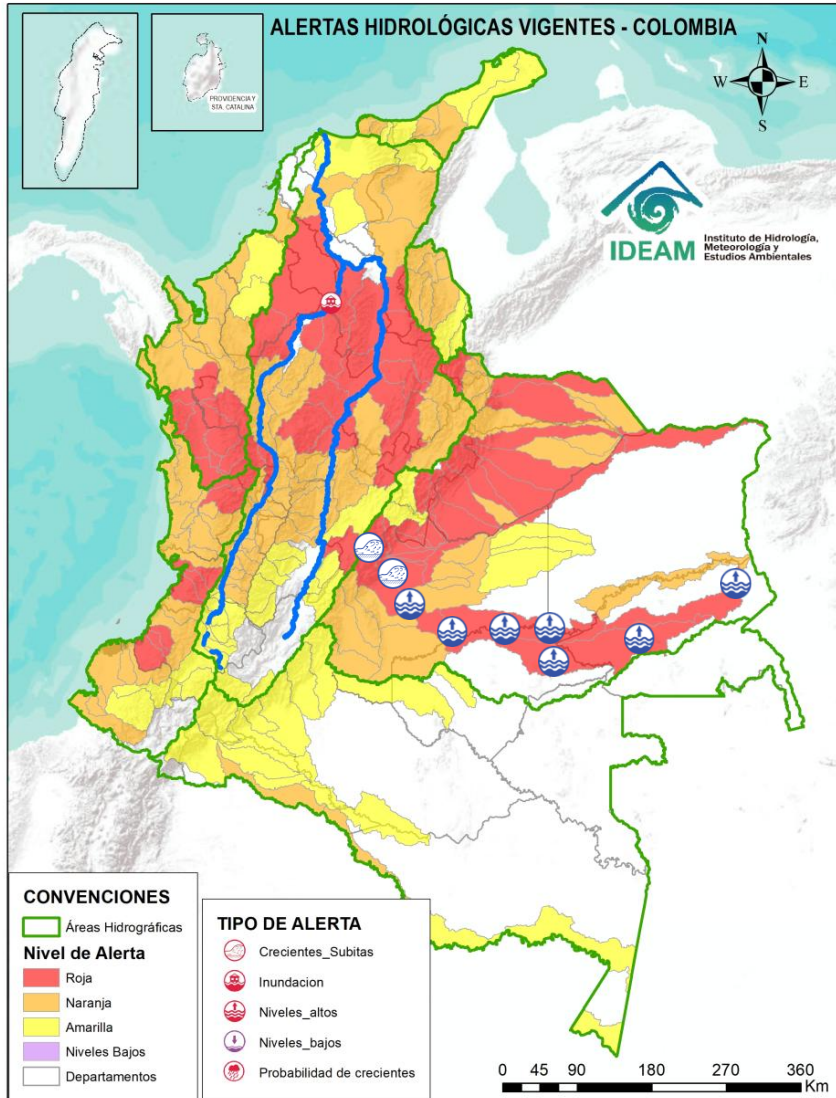 ALERTAS HIDROLÓGICAS VIGENTES - COLOMBIA
PROVIDENCIA Y
STA. CATALINA
N
W
E
S
IDEAM
Instituto de Hidrología,
Meteorología y
Estudios Ambientales
CONVENCIONES
Áreas Hidrográficas
Nivel de Alerta
Roja
Naranja
Amarilla
Niveles Bajos
Departamentos
TIPO DE ALERTA
Crecientes_Subitas
Inundacion
Niveles_altos
Niveles_bajos
Probabilidad de crecientes
0 45 90 180 270 360
Km